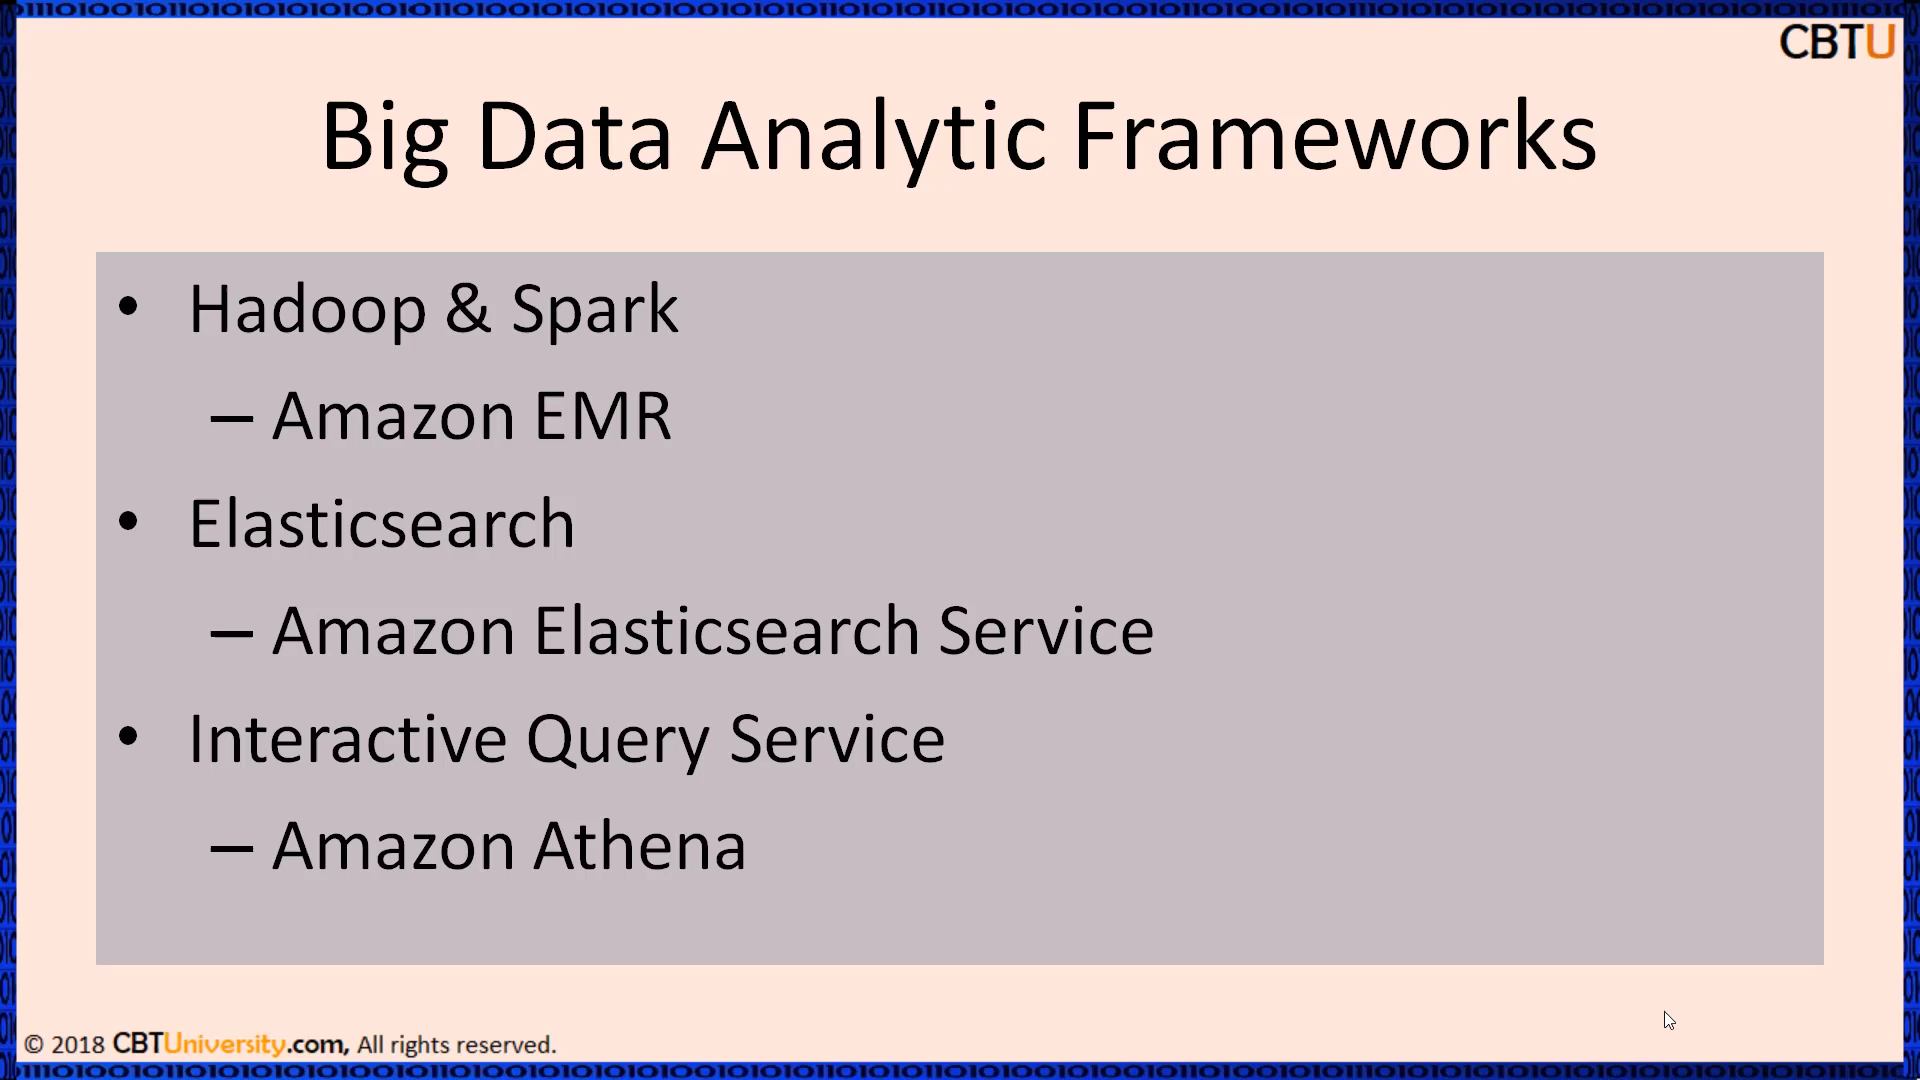 CBTU
Big Data Analytic Frameworks
• Hadoop & Spark
– Amazon EMR
• Elasticsearch
– Amazon Elasticsearch Service
• Interactive Query Service
– Amazon Athena
© 2018 CBTUniversity.com, All rights reserved.